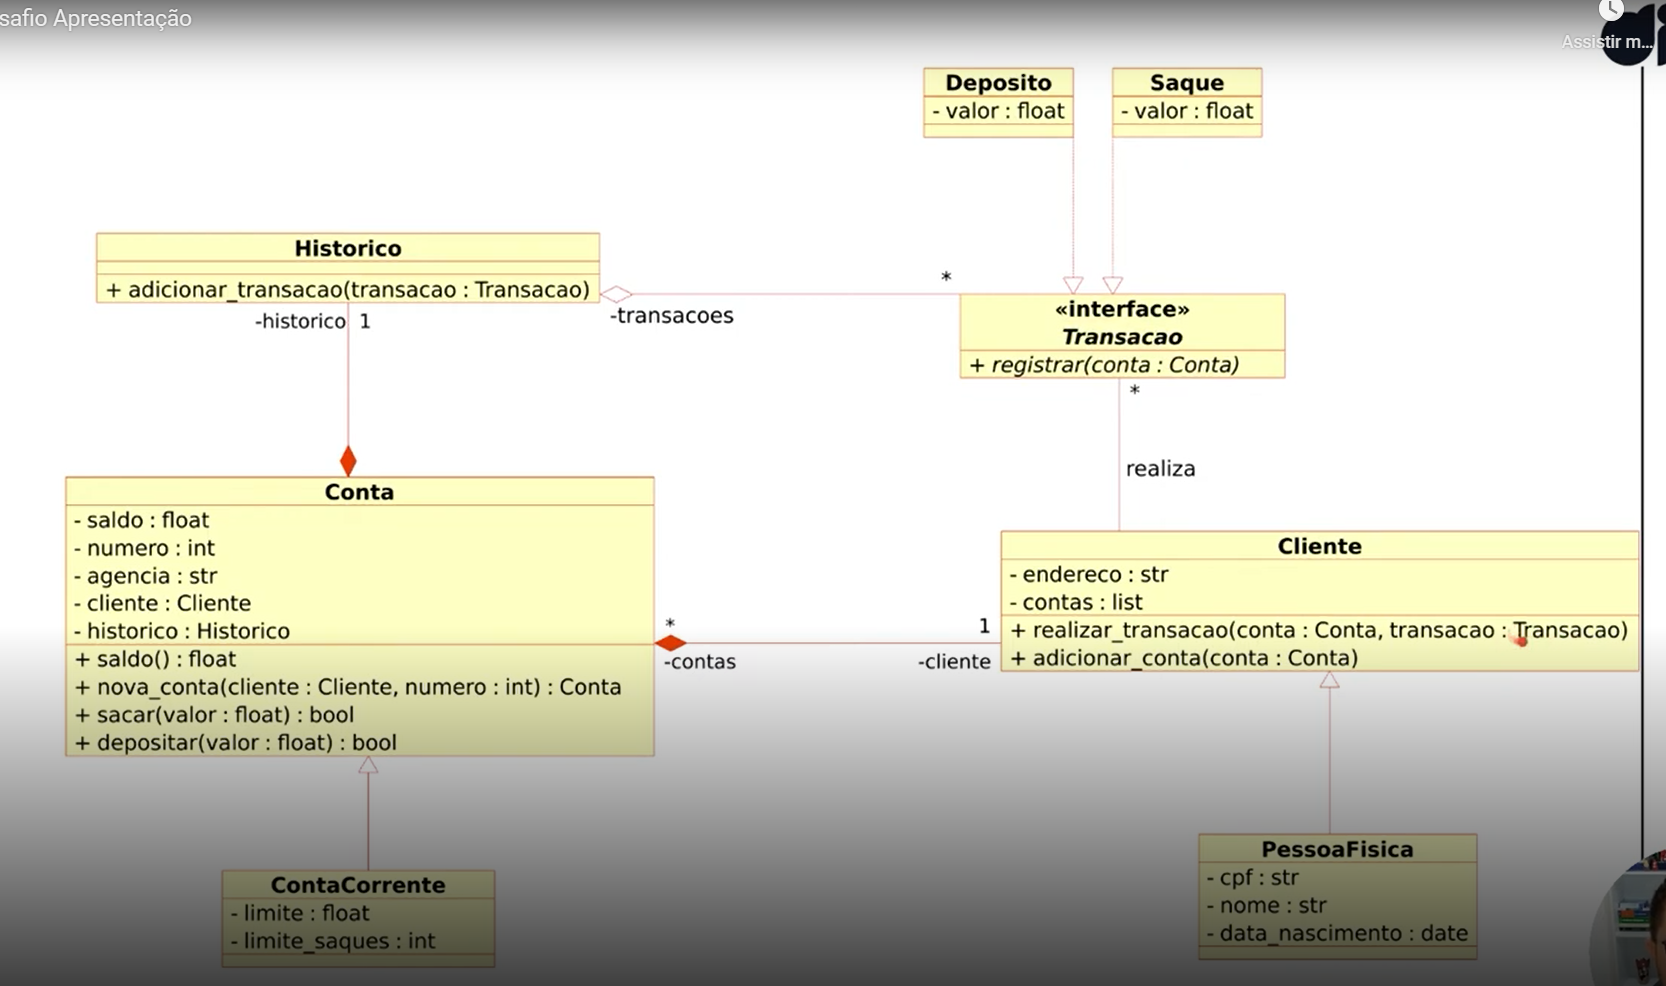 safio Apresentação
Assistir m...
Deposito
- valor : float
Saque
- valor : float
Historico
+ adicionar_transacao(transacao : Transacao)
-historico 1
*
-transacoes
«interface»
Transacao
+ registrar(conta : Conta)
*
realiza
Conta
- saldo : float
- numero : int
- agencia : str
- cliente : Cliente
- historico : Historico
+ saldo() : float
+ nova_conta(cliente : Cliente, numero : int) : Conta
+ sacar(valor : float) : bool
+ depositar(valor : float) : bool
*
-contas
1
-cliente
Cliente
- endereco : str
- contas : list
+ realizar_transacao(conta : Conta, transacao : Transacao)
+ adicionar_conta(conta : Conta)
ContaCorrente
- limite : float
- limite_saques : int
PessoaFisica
- cpf : str
- nome : str
- data_nascimento : date